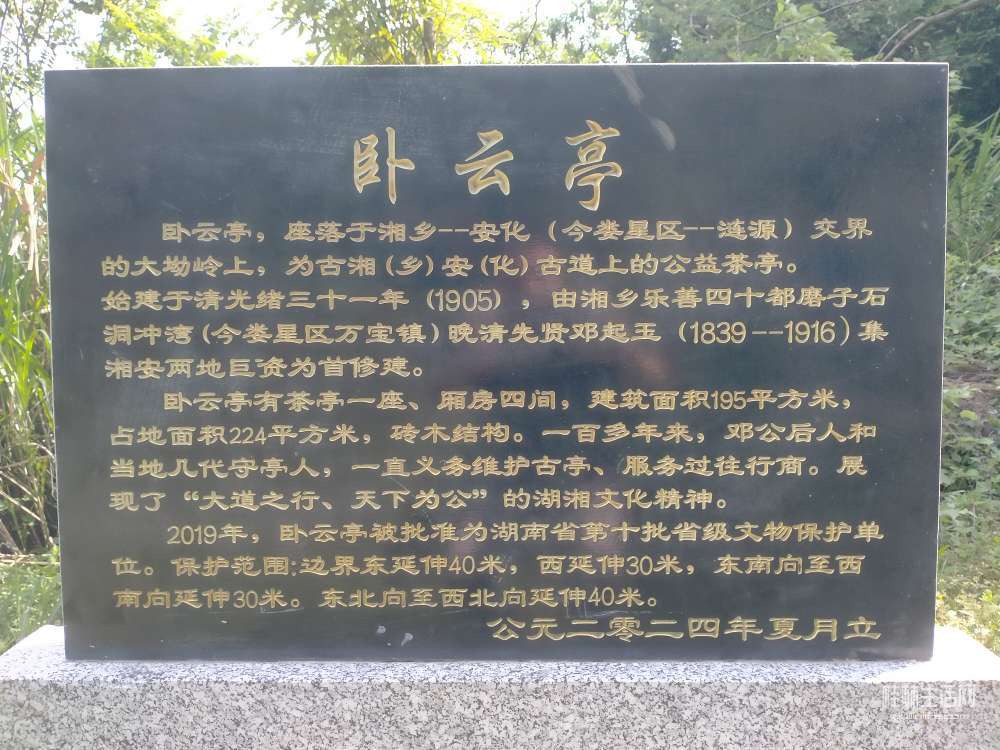 卧云亭
卧云亭，座落于湘乡--安化（今娄星区--涟源）交界
的大坳岭上，为古湘(乡)安(化)古道上的公益茶亭。
始建于清光绪三十一年（1905），由湘乡乐善四十都磨子石
洞冲湾(今娄星区万宝镇)晚清先贤邓起玉（1839--1916)集
湘安两地巨资为首修建。
卧云亭有茶亭一座、厢房四间，建筑面积195平方米，
占地面积224平方米，砖木结构。一百多年来，邓公后人和
当地几代守亭人，一直义务维护古亭、服务过往行商。展
现了“大道之行、天下为公”的湖湘文化精神。
2019年，卧云亭被批准为湖南省第十批省级文物保护单
位。保护范围:边界东延伸40米，西延伸30米，东南向至西
南向延伸30米。东北向至西北向延伸40米。
公元二零二四年夏月立